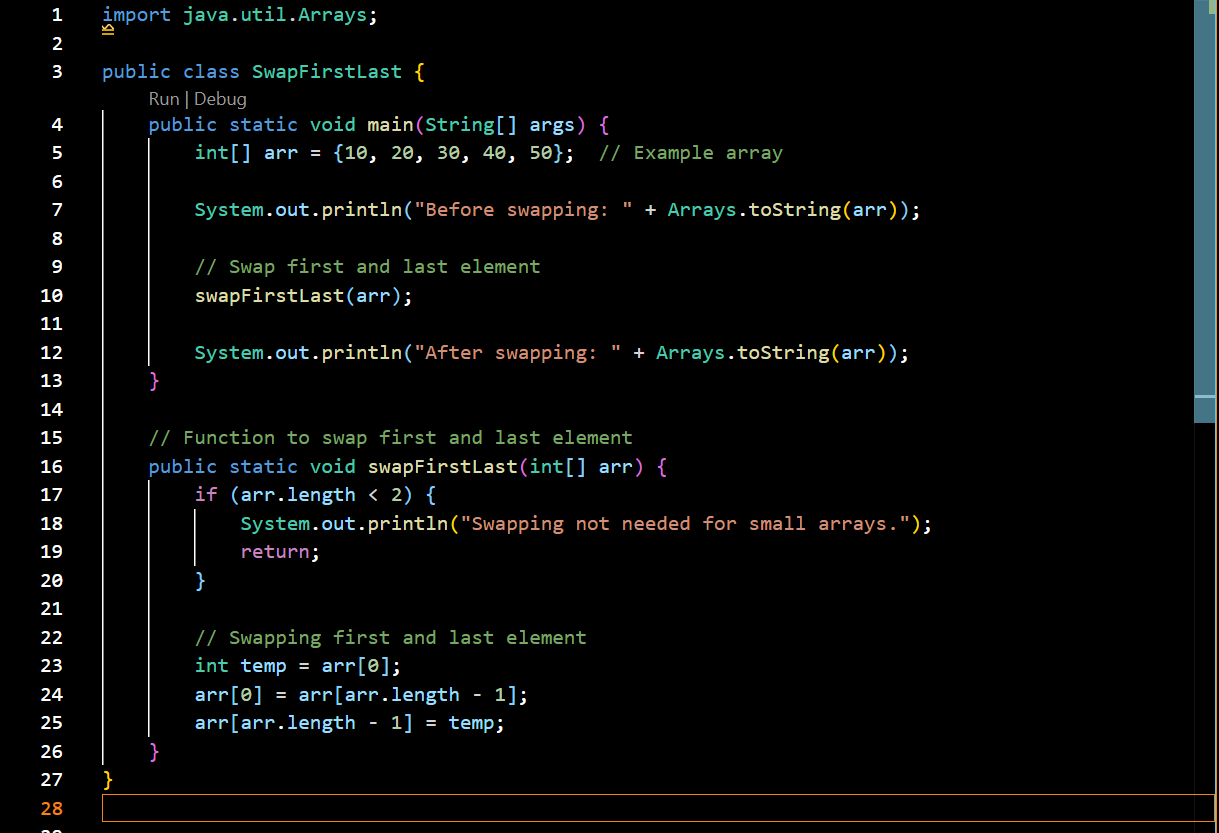 1 import java.util.Arrays;
2
3 public class SwapFirstLast {
Run | Debug
4 public static void main(String[] args) {
5 int[] arr = {10, 20, 30, 40, 50};  // Example array
6
7 System.out.println("Before swapping: " + Arrays.toString(arr));
8
9 // Swap first and last element
10 swapFirstLast(arr);
11
12 System.out.println("After swapping: " + Arrays.toString(arr));
13 }
14
15 // Function to swap first and last element
16 public static void swapFirstLast(int[] arr) {
17 if (arr.length < 2) {
18 System.out.println("Swapping not needed for small arrays.");
19 return;
20 }
21
22 // Swapping first and last element
23 int temp = arr[0];
24 arr[0] = arr[arr.length - 1];
25 arr[arr.length - 1] = temp;
26 }
27 }
28